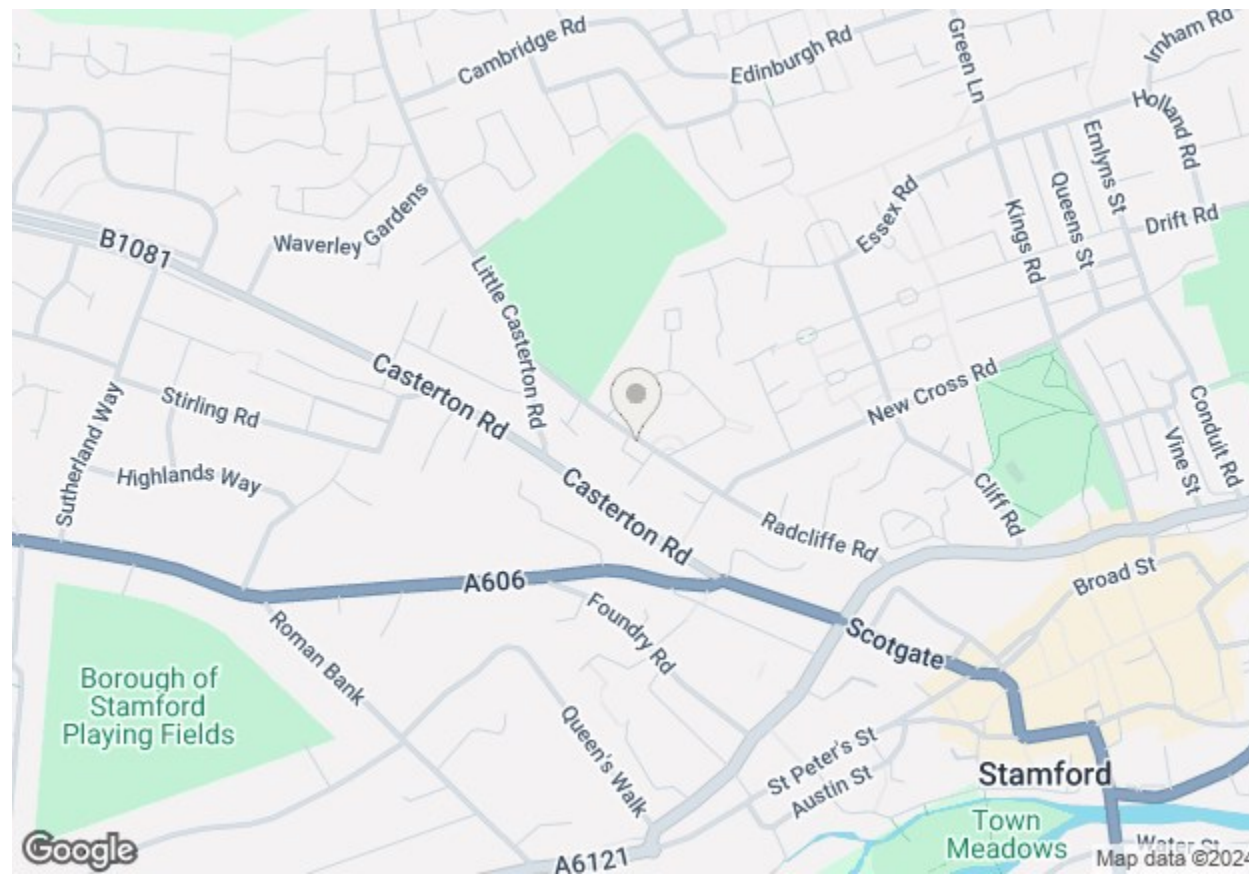 Cambridge Rd
Edinburgh Rd
Green Ln
Irnham Rd
Holland Rd
Emlyns St
Queens St
Kings Rd
Essex Rd
Drift Rd
Waverley Gardens
B1081
Little Casterton Rd
Casterton Rd
Stirling Rd
Sutherland Way
Highlands Way
New Cross Rd
Conduit Rd
Vine St
Cliff Rd
Casterton Rd
Radcliffe Rd
Broad St
A606
Foundry Rd
Scotgate
Roman Bank
Borough of
Stamford
Playing Fields
Queen's Walk
St Peter's St
Austin St
Stamford
Town
Meadows
Water St
A6121
Google
Map data ©2024